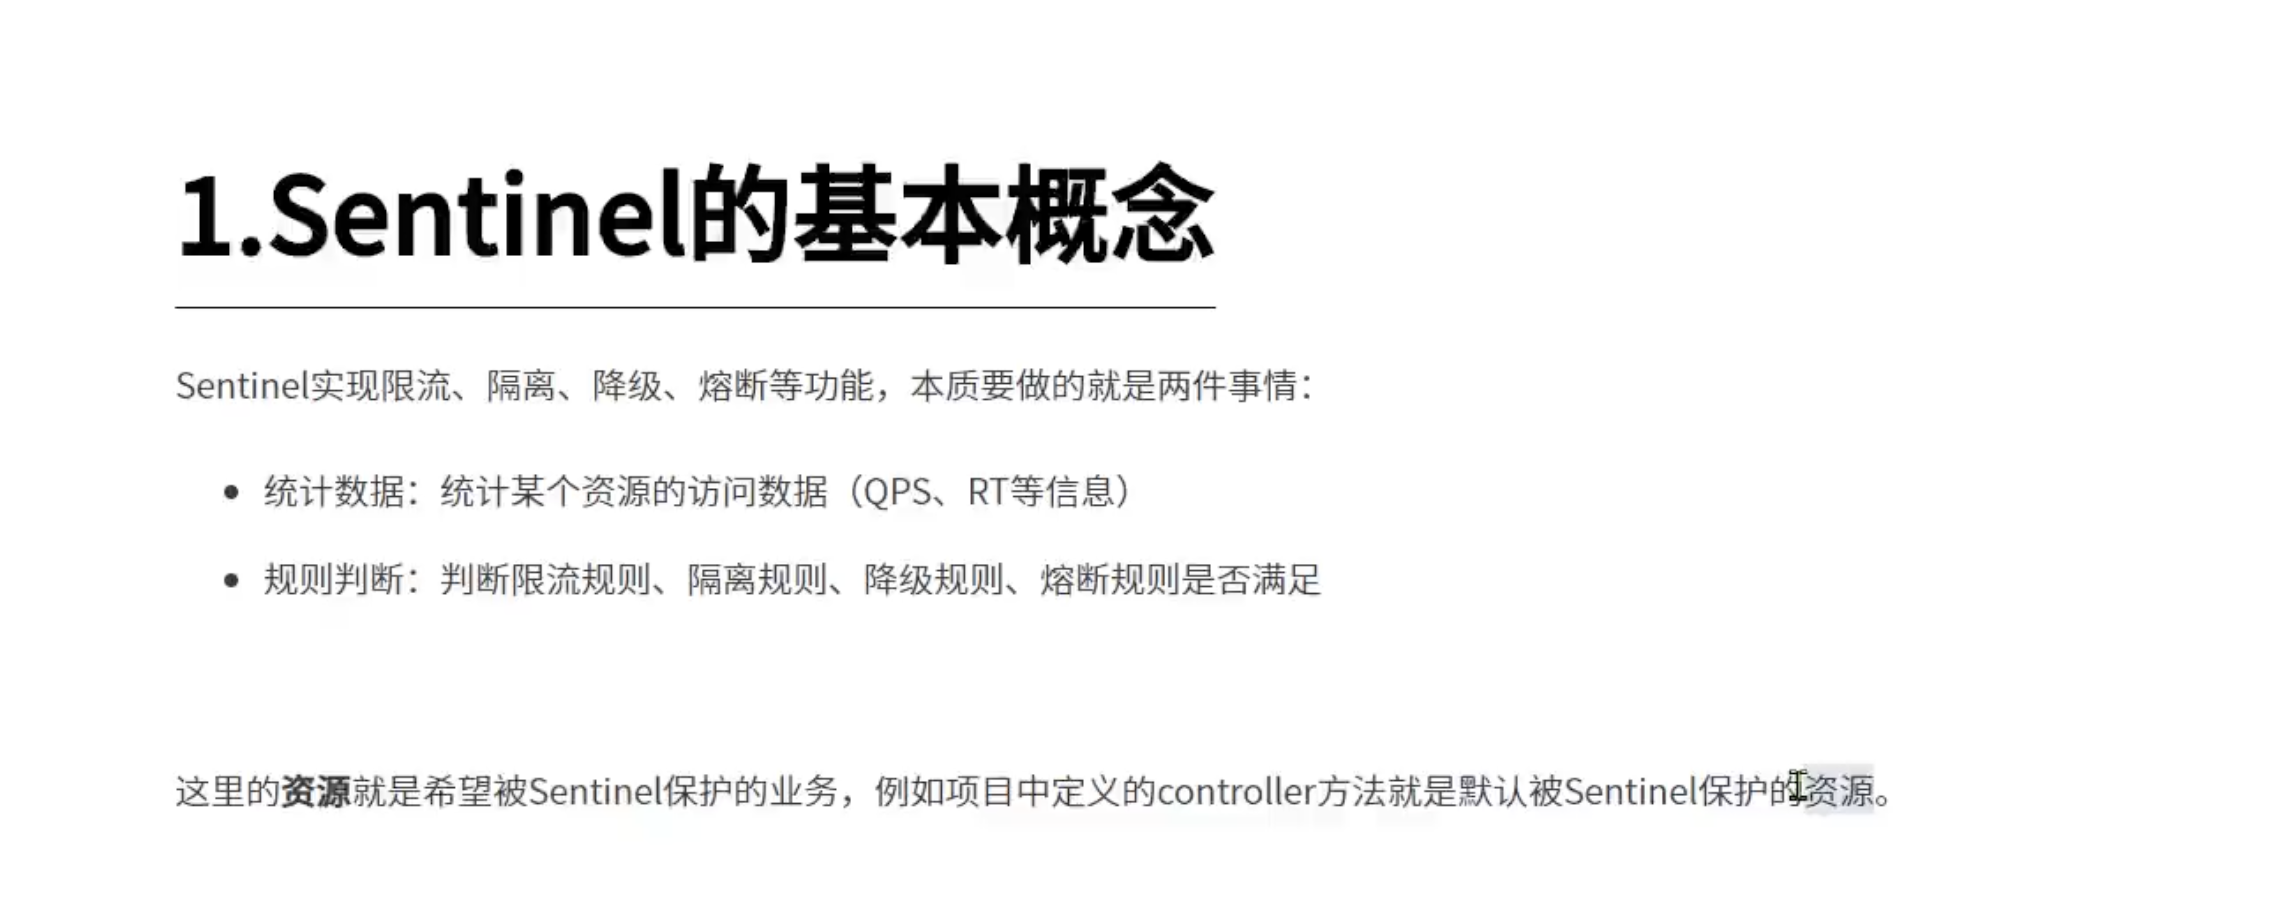 1.Sentinel的基本概念
Sentinel实现限流、隔离、降级、熔断等功能，本质要做的就是两件事情：
• 统计数据：统计某个资源的访问数据（QPS、RT等信息）
• 规则判断：判断限流规则、隔离规则、降级规则、熔断规则是否满足
这里的资源就是希望被Sentinel保护的业务，例如项目中定义的controller方法就是默认被Sentinel保护的资源。